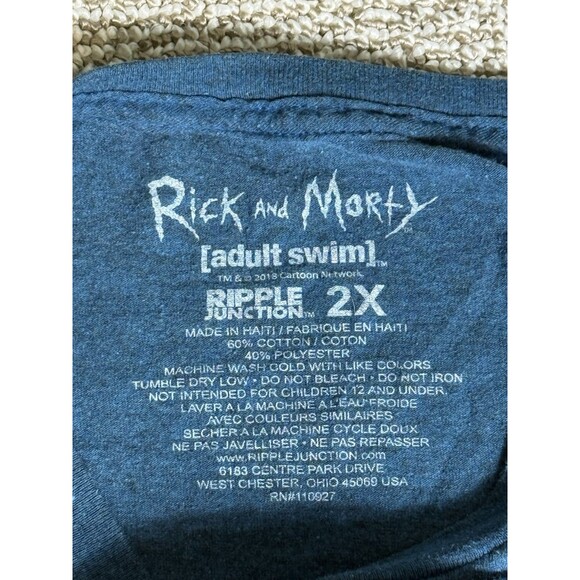 Rick and Morty™
[adult swim]™
TM & © 2018 Cartoon Network.
RIPPLE
JUNCTION™ 2X
MADE IN HAITI / FABRIQUE EN HAITI
60% COTTON / COTON
40% POLYESTER
MACHINE WASH COLD WITH LIKE COLORS
TUMBLE DRY LOW • DO NOT BLEACH • DO NOT IRON
NOT INTENDED FOR CHILDREN 12 AND UNDER.
LAVER A LA MACHINE A L'EAU FROIDE
AVEC COULEURS SIMILAIRES
SECHER A LA MACHINE CYCLE DOUX
NE PAS JAVELLISER • NE PAS REPASSER
www.RIPPLEJUNCTION.com
6183 CENTRE PARK DRIVE
WEST CHESTER, OHIO 45069 USA
RN#110927